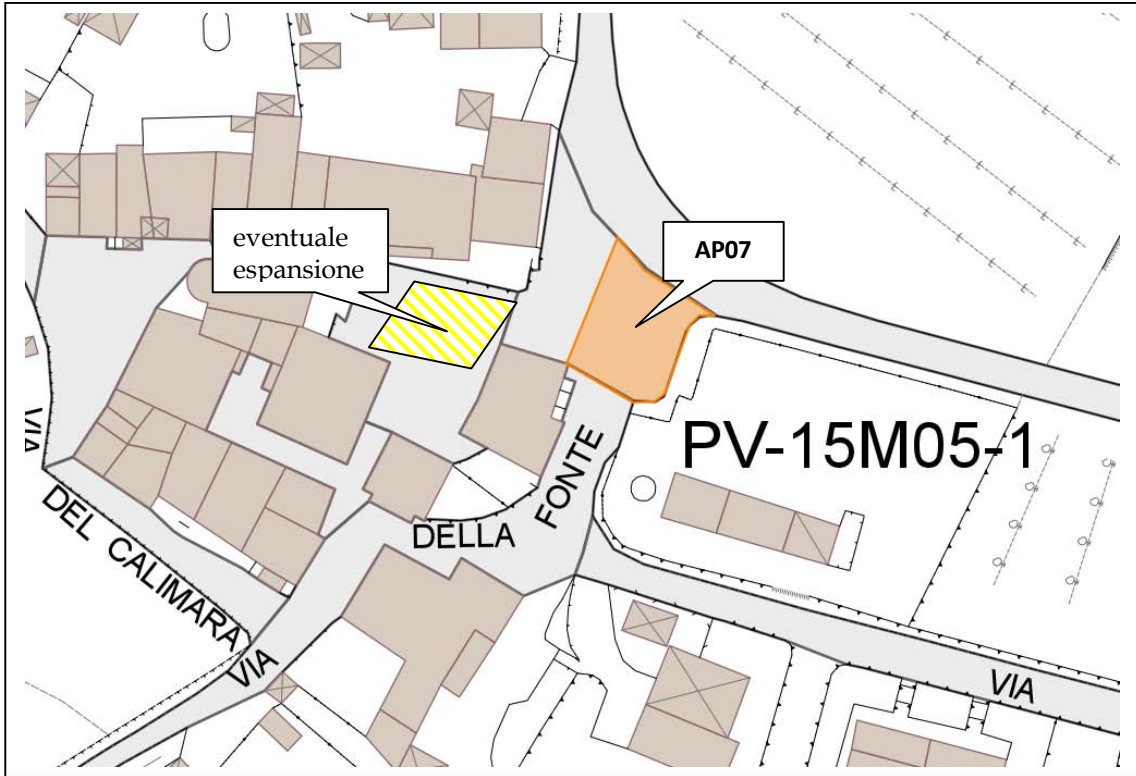 eventuale
espansione
AP07
PV-15M05-1
VIA
DEL CALIMARA
VIA
DELLA
FONTE
VIA